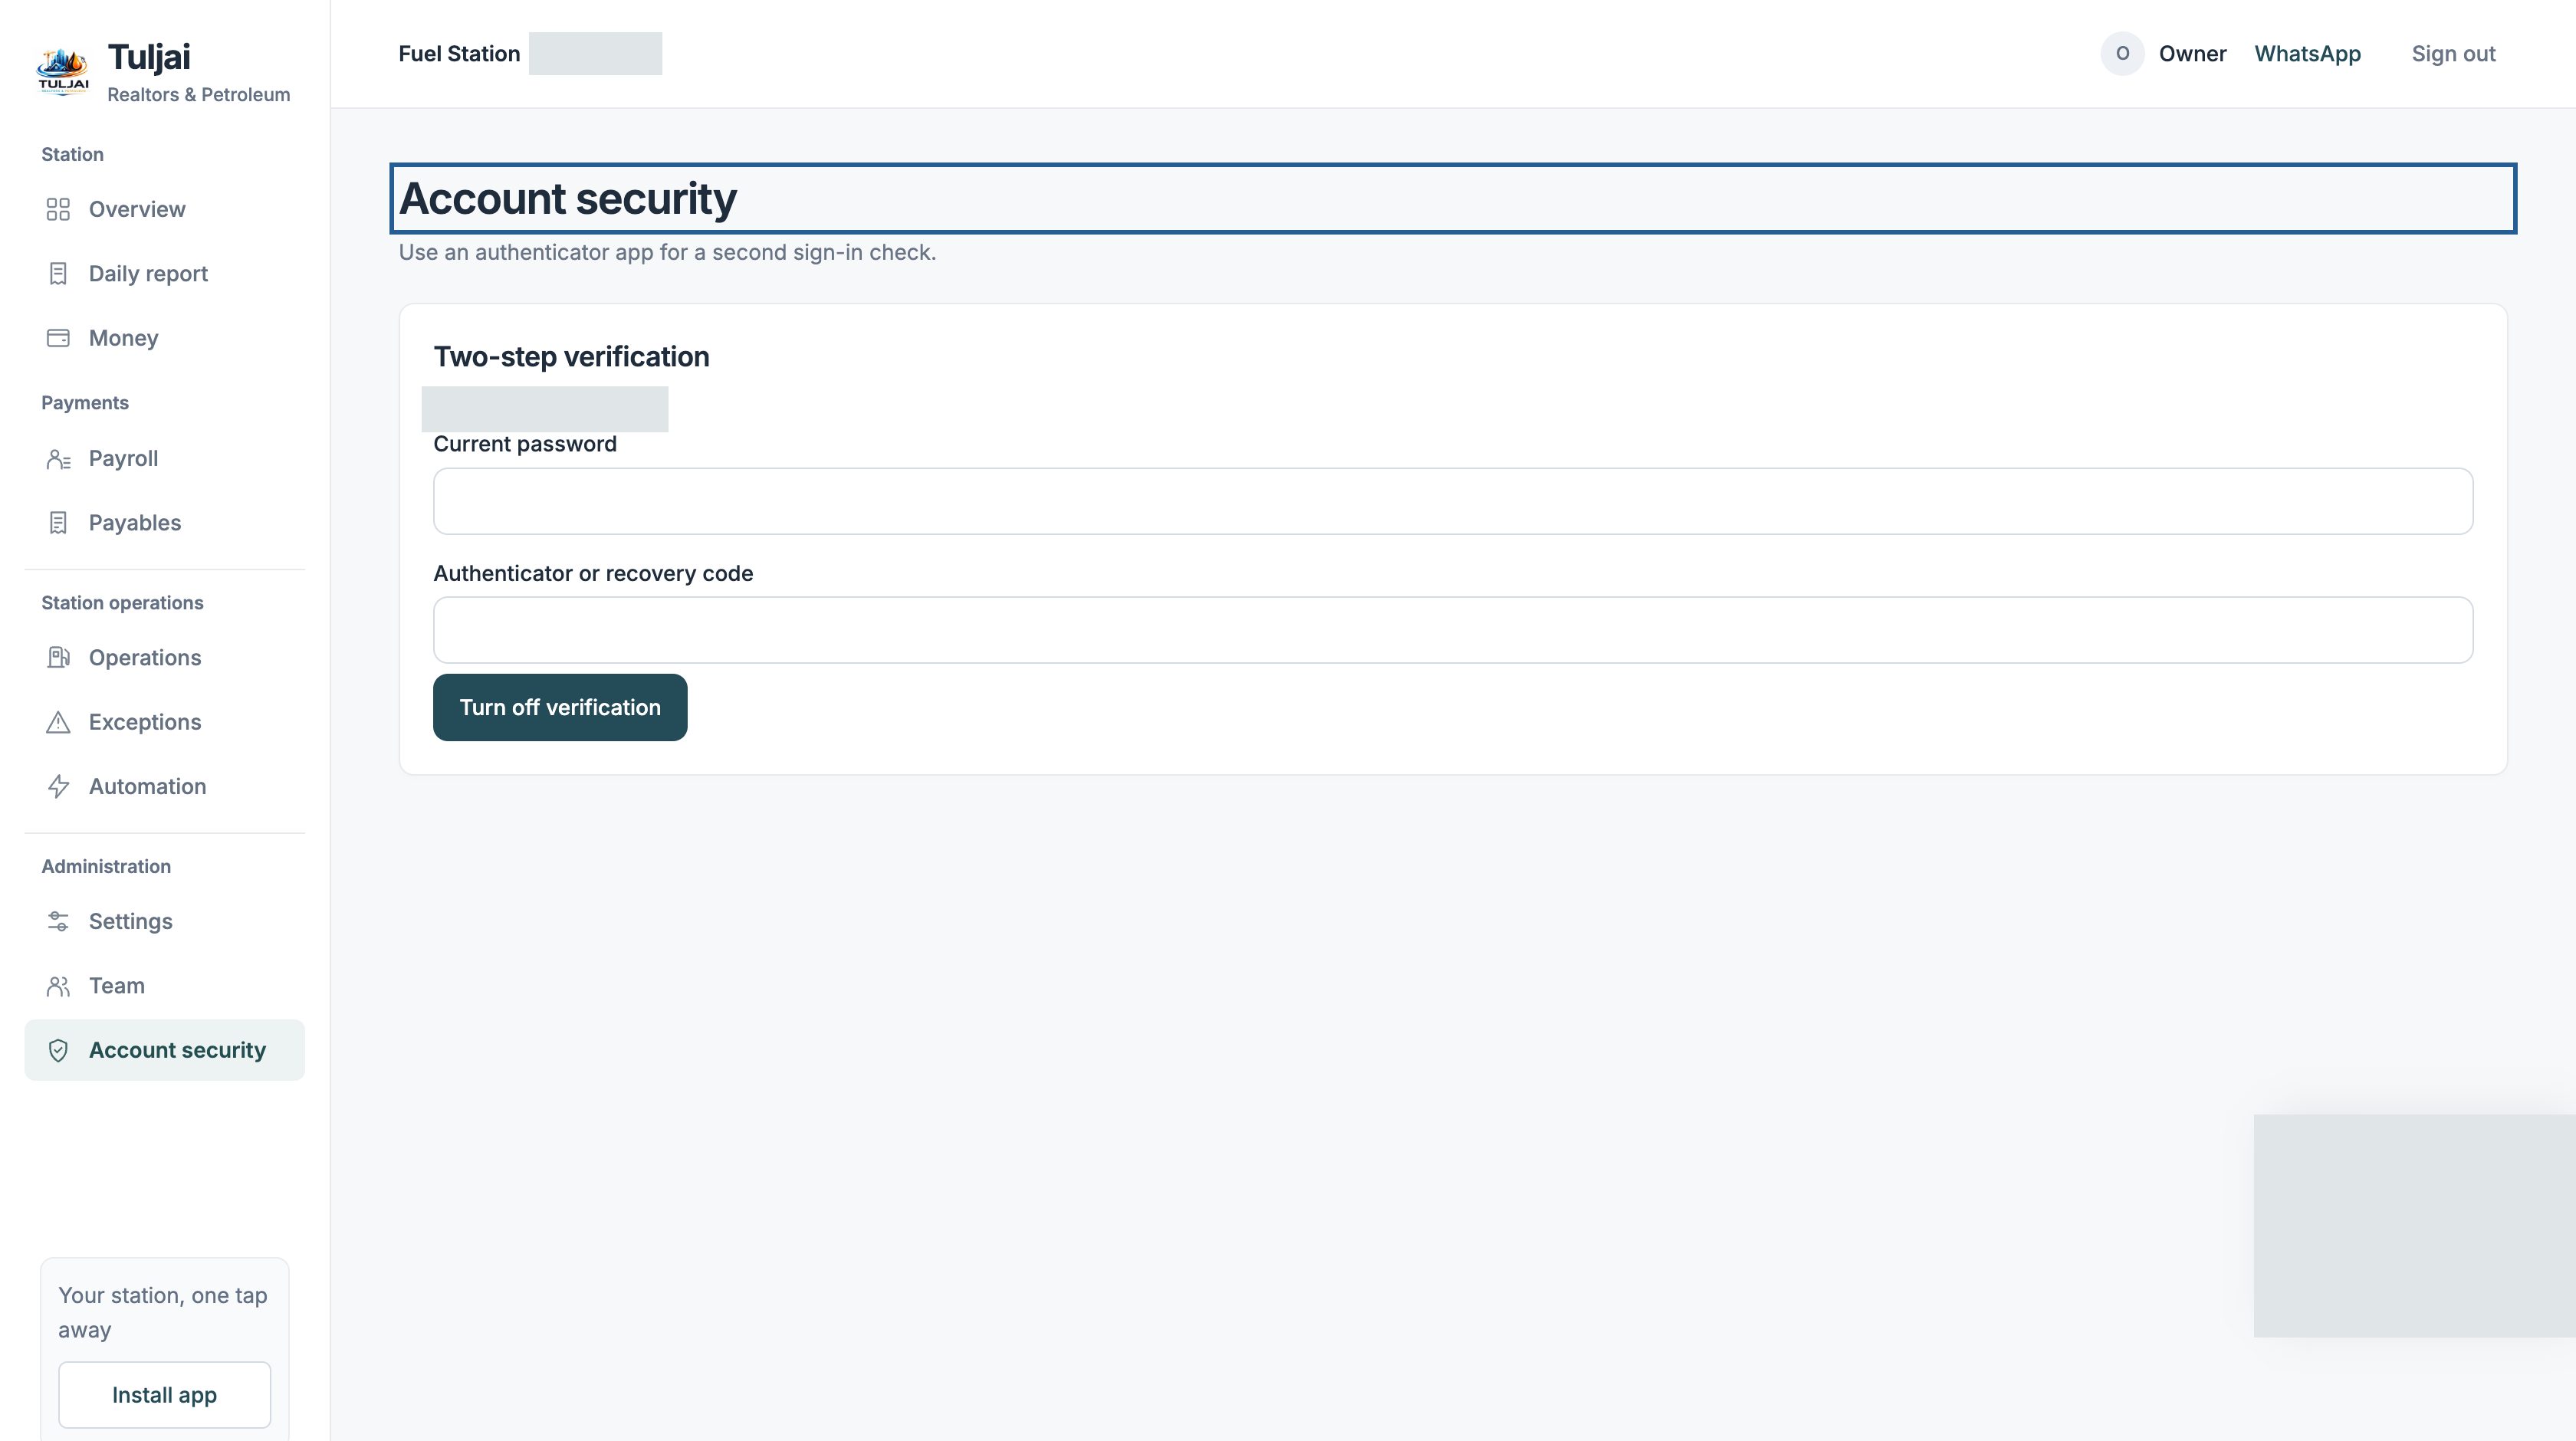 Tuljai
Realtors & Petroleum
TULJAI
Station
Overview
Daily report
Money
Payments
Payroll
Payables
Station operations
Operations
Exceptions
Automation
Administration
Settings
Team
Account security
Your station, one tap
away
Install app
Fuel Station
O Owner WhatsApp Sign out
Account security
Use an authenticator app for a second sign-in check.
Two-step verification
Current password
Authenticator or recovery code
Turn off verification